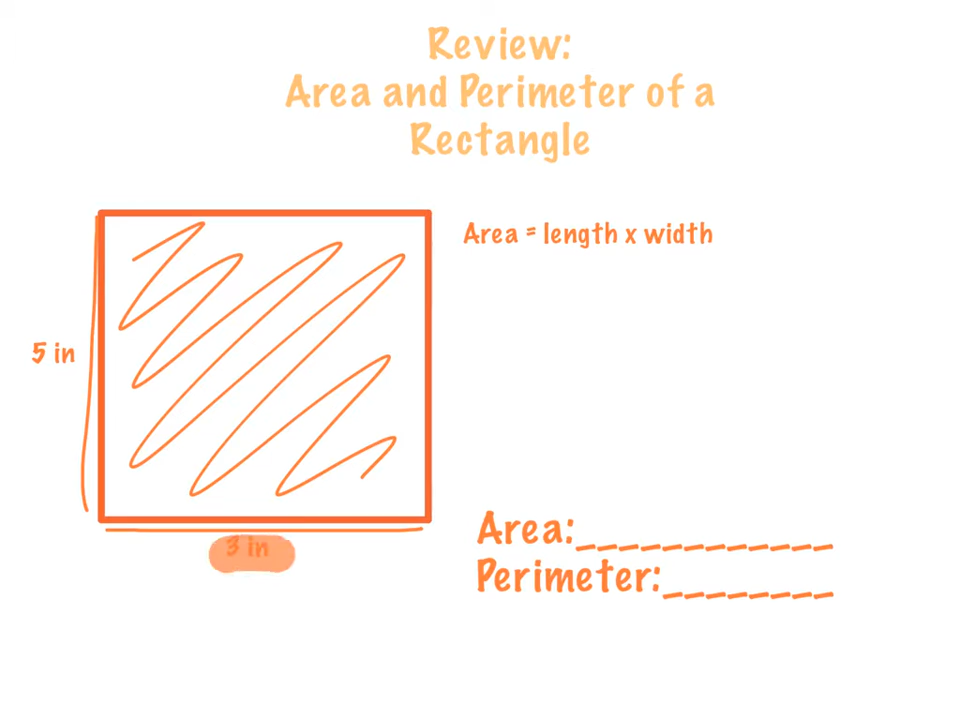 Review:
Area and Perimeter of a
Rectangle
Area = length x width
5 in
3 in
Area:____________
Perimeter:________